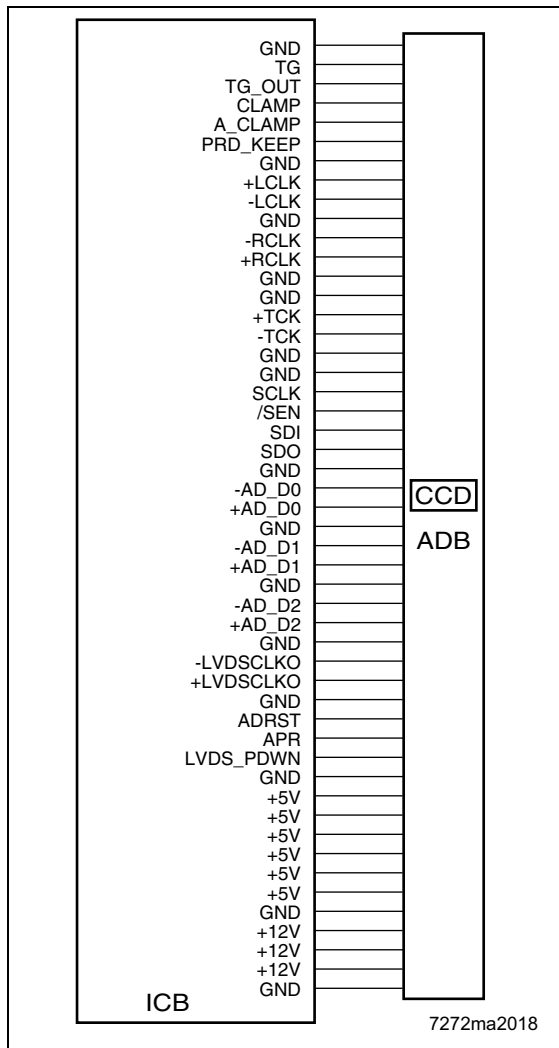 GND
TG
TG_OUT
CLAMP
A_CLAMP
PRD_KEEP
GND
+LCLK
-LCLK
GND
-RCLK
+RCLK
GND
GND
+TCK
-TCK
GND
GND
SCLK
/SEN
SDI
SDO
GND
-AD_D0
+AD_D0
GND
-AD_D1
+AD_D1
GND
-AD_D2
+AD_D2
GND
-LVDSCLKO
+LVDSCLKO
GND
ADRST
APR
LVDS_PDWN
GND
+5V
+5V
+5V
+5V
+5V
+5V
GND
+12V
+12V
+12V
GND
ICB
CCD
ADB
7272ma2018